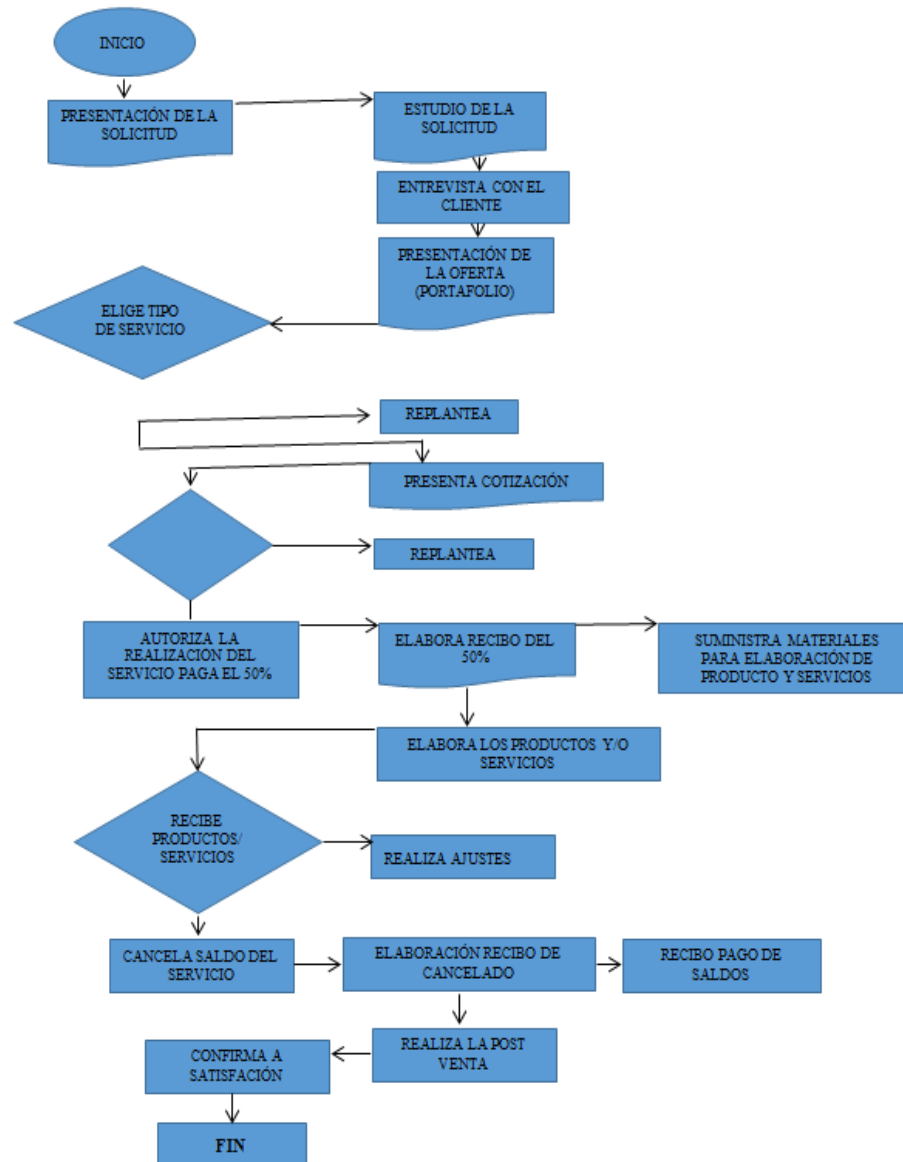 INICIO
PRESENTACIÓN DE LA
SOLICITUD
ESTUDIO DE LA
SOLICITUD
ENTREVISTA CON EL
CLIENTE
PRESENTACIÓN DE
LA OFERTA
(PORTAFOLIO)
ELIGE TIPO
DE SERVICIO
REPLANTEA
PRESENTA COTIZACIÓN
REPLANTEA
AUTORIZA LA
REALIZACION DEL
SERVICIO PAGA EL 50%
ELABORA RECIBO DEL
50%
SUMINISTRA MATERIALES
PARA ELABORACIÓN DE
PRODUCTO Y SERVICIOS
ELABORA LOS PRODUCTOS Y/O
SERVICIOS
RECIBE
PRODUCTOS/
SERVICIOS
REALIZA AJUSTES
CANCELA SALDO DEL
SERVICIO
ELABORACIÓN RECIBO DE
CANCELADO
RECIBO PAGO DE
SALDOS
REALIZA LA POST
VENTA
CONFIRMA A
SATISFACIÓN
FIN